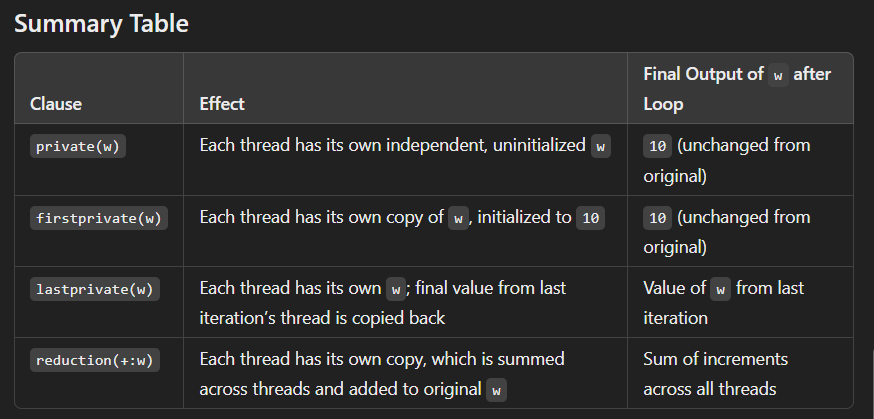 Summary Table
Clause
Effect
Final Output of w after
Loop
private(w)
Each thread has its own independent, uninitialized w
10 (unchanged from
original)
firstprivate(w)
Each thread has its own copy of w, initialized to 10
10 (unchanged from
original)
lastprivate(w)
Each thread has its own w; final value from last
iteration’s thread is copied back
Value of w from last
iteration
reduction(+:w)
Each thread has its own copy, which is summed
across threads and added to original w
Sum of increments
across all threads